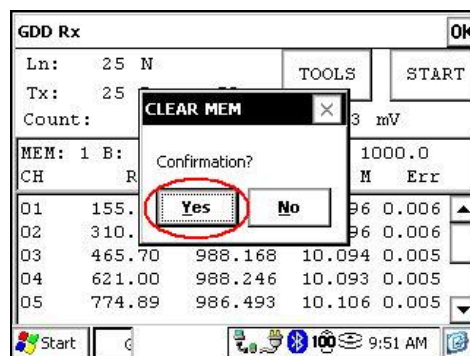 GDD Rx OK
Ln: 25 N
TOOLS START
Tx: 25
CLEAR MEM
Count: 3 mV
MEM: 1 B: 1000.0
Confirmation?
CH R M Err
Yes No
01 155. 96 0.006
02 310. 96 0.006
03 465.70 988.168 10.094 0.005
04 621.00 988.246 10.093 0.005
05 774.89 986.493 10.106 0.005
Start 100 9:51 AM